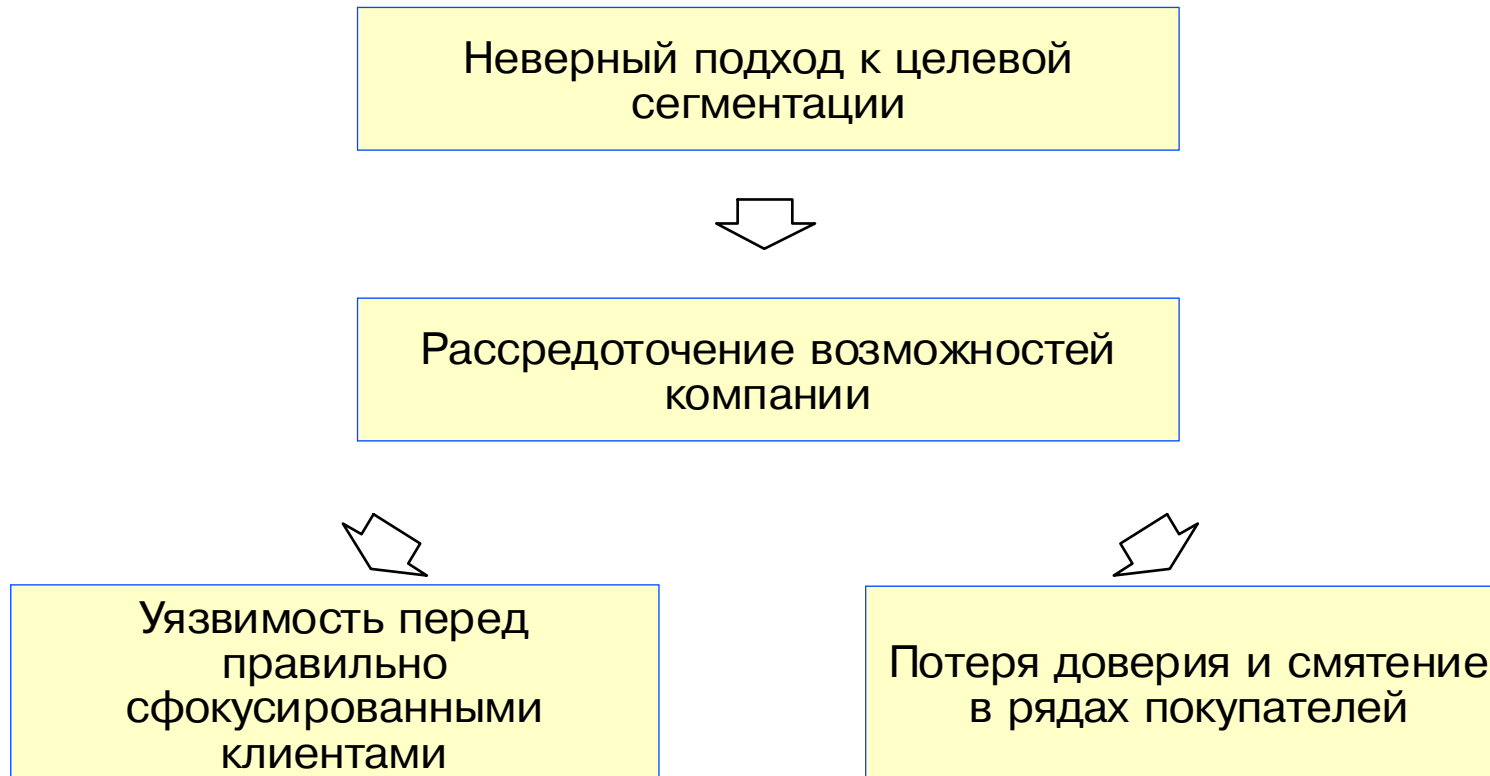 Неверный подход к целевой
сегментации
Рассредоточение возможностей
компании
Уязвимость перед
правильно
сфокусированными
клиентами
Потеря доверия и смятение
в рядах покупателей